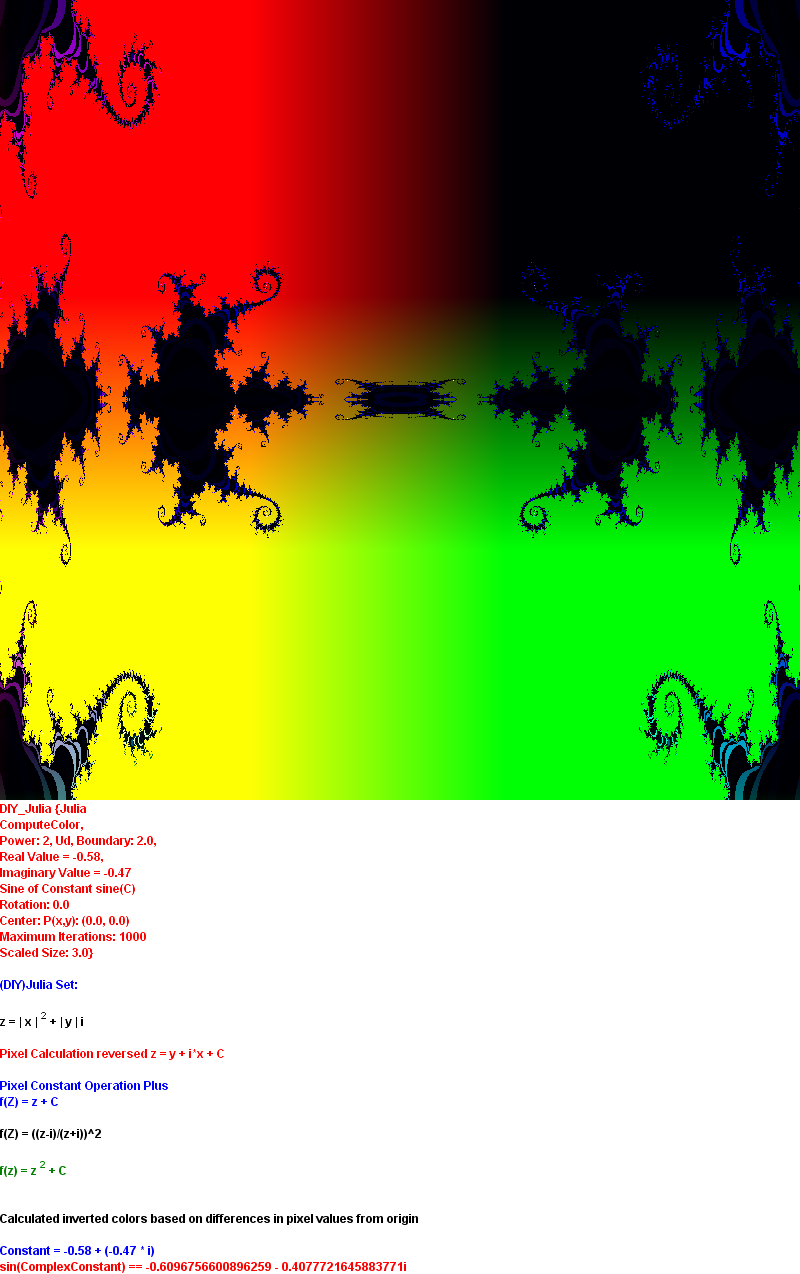 DIY_Julia {Julia
ComputeColor,
Power: 2, Ud, Boundary: 2.0,
Real Value = -0.58,
Imaginary Value = -0.47
Sine of Constant sine(C)
Rotation: 0.0
Center: P(x,y): (0.0, 0.0)
Maximum Iterations: 1000
Scaled Size: 3.0}
(DIY)Julia Set:
z = | x | ² + | y | i
Pixel Calculation reversed z = y + i*x + C
Pixel Constant Operation Plus
f(Z) = z + C
f(Z) = ((z-i)/(z+i))^2
f(z) = z ² + C
Calculated inverted colors based on differences in pixel values from origin
Constant = -0.58 + (-0.47 * i)
sin(ComplexConstant) == -0.6096756600896259 - 0.4077721645883771i